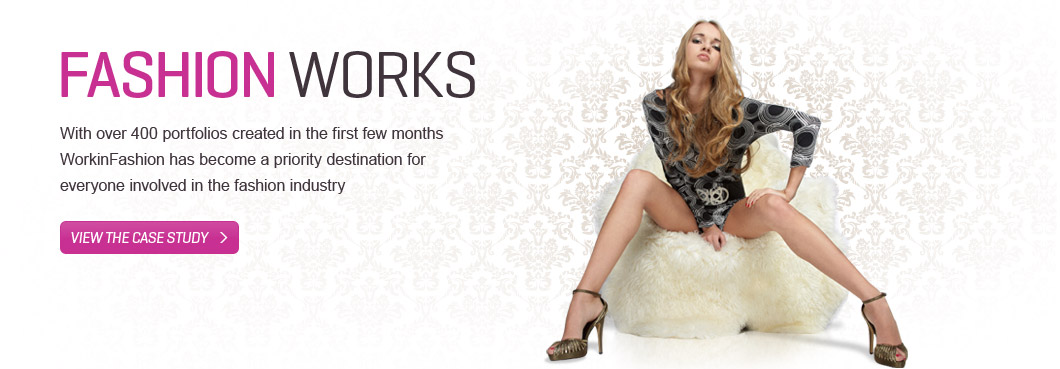 FASHION WORKS
With over 400 portfolios created in the first few months
WorkinFashion has become a priority destination for
everyone involved in the fashion industry
VIEW THE CASE STUDY >